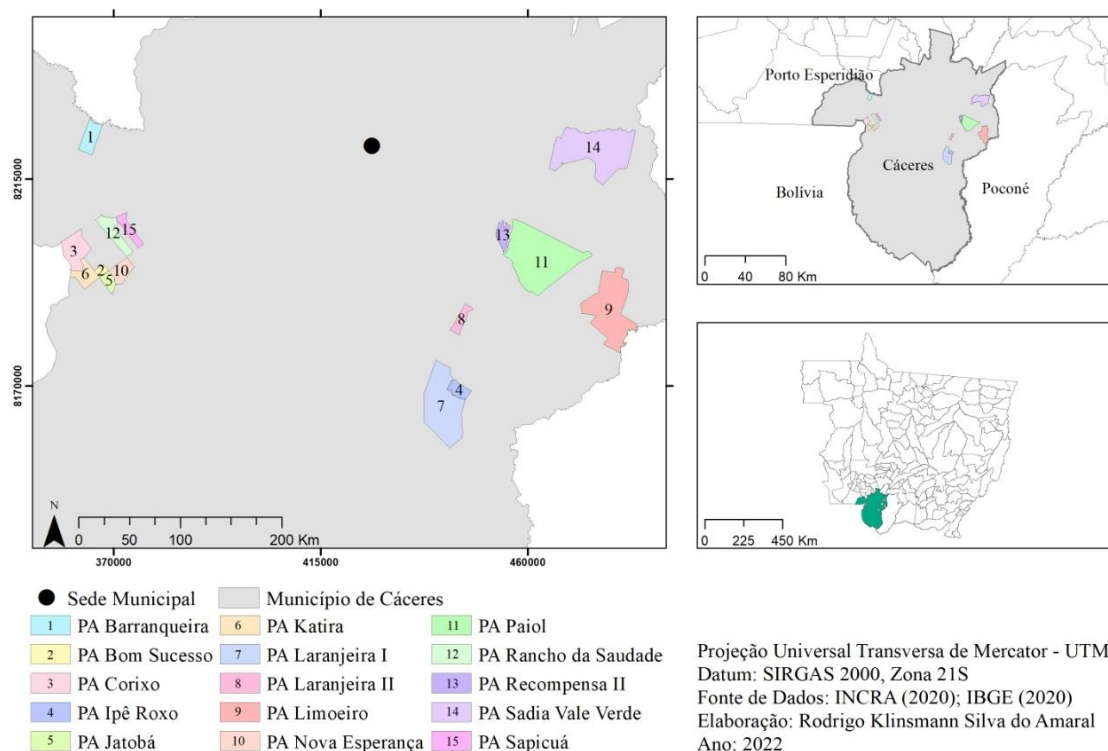 1
14
8215000
3
12
15
6
2
5
10
13
11
9
8
8170000
4
7
N
0 50 100 200 Km
370000 415000 460000
Porto Esperidião
Cáceres
Bolívia
Poconé
0 40 80 Km
0 225 450 Km
Sede Municipal
Município de Cáceres
1 PA Barranqueira
6 PA Katira
11 PA Paiol
2 PA Bom Sucesso
7 PA Laranjeira I
12 PA Rancho da Saudade
3 PA Corixo
8 PA Laranjeira II
13 PA Recompensa II
4 PA Ipê Roxo
9 PA Limoeiro
14 PA Sadia Vale Verde
5 PA Jatobá
10 PA Nova Esperança
15 PA Sapicuá
Projeção Universal Transversa de Mercator - UTM
Datum: SIRGAS 2000, Zona 21S
Fonte de Dados: INCRA (2020); IBGE (2020)
Elaboração: Rodrigo Klinsmann Silva do Amaral
Ano: 2022